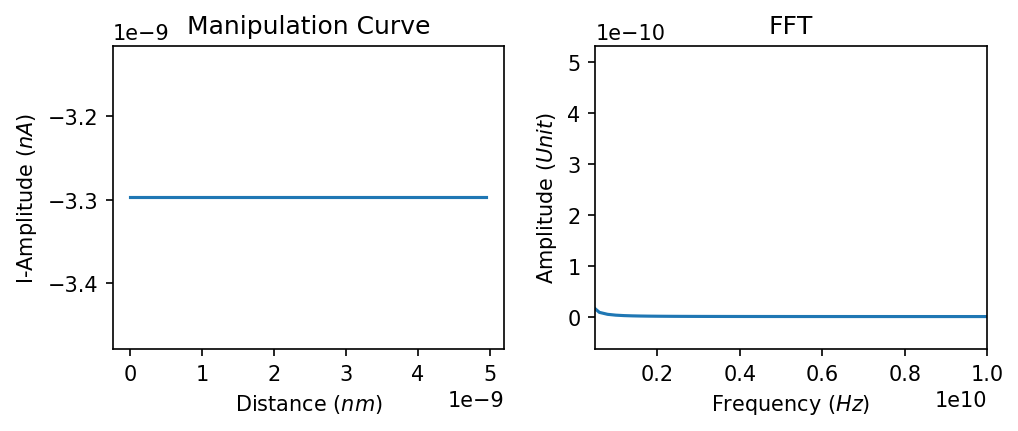 Manipulation Curve
1e−9
I-Amplitude (nA)
−3.2
−3.3
−3.4
0 1 2 3 4 5
Distance (nm)
1e−9
FFT
1e−10
Amplitude (Unit)
5
4
3
2
1
0
0.2 0.4 0.6 0.8 1.0
Frequency (Hz)
1e10